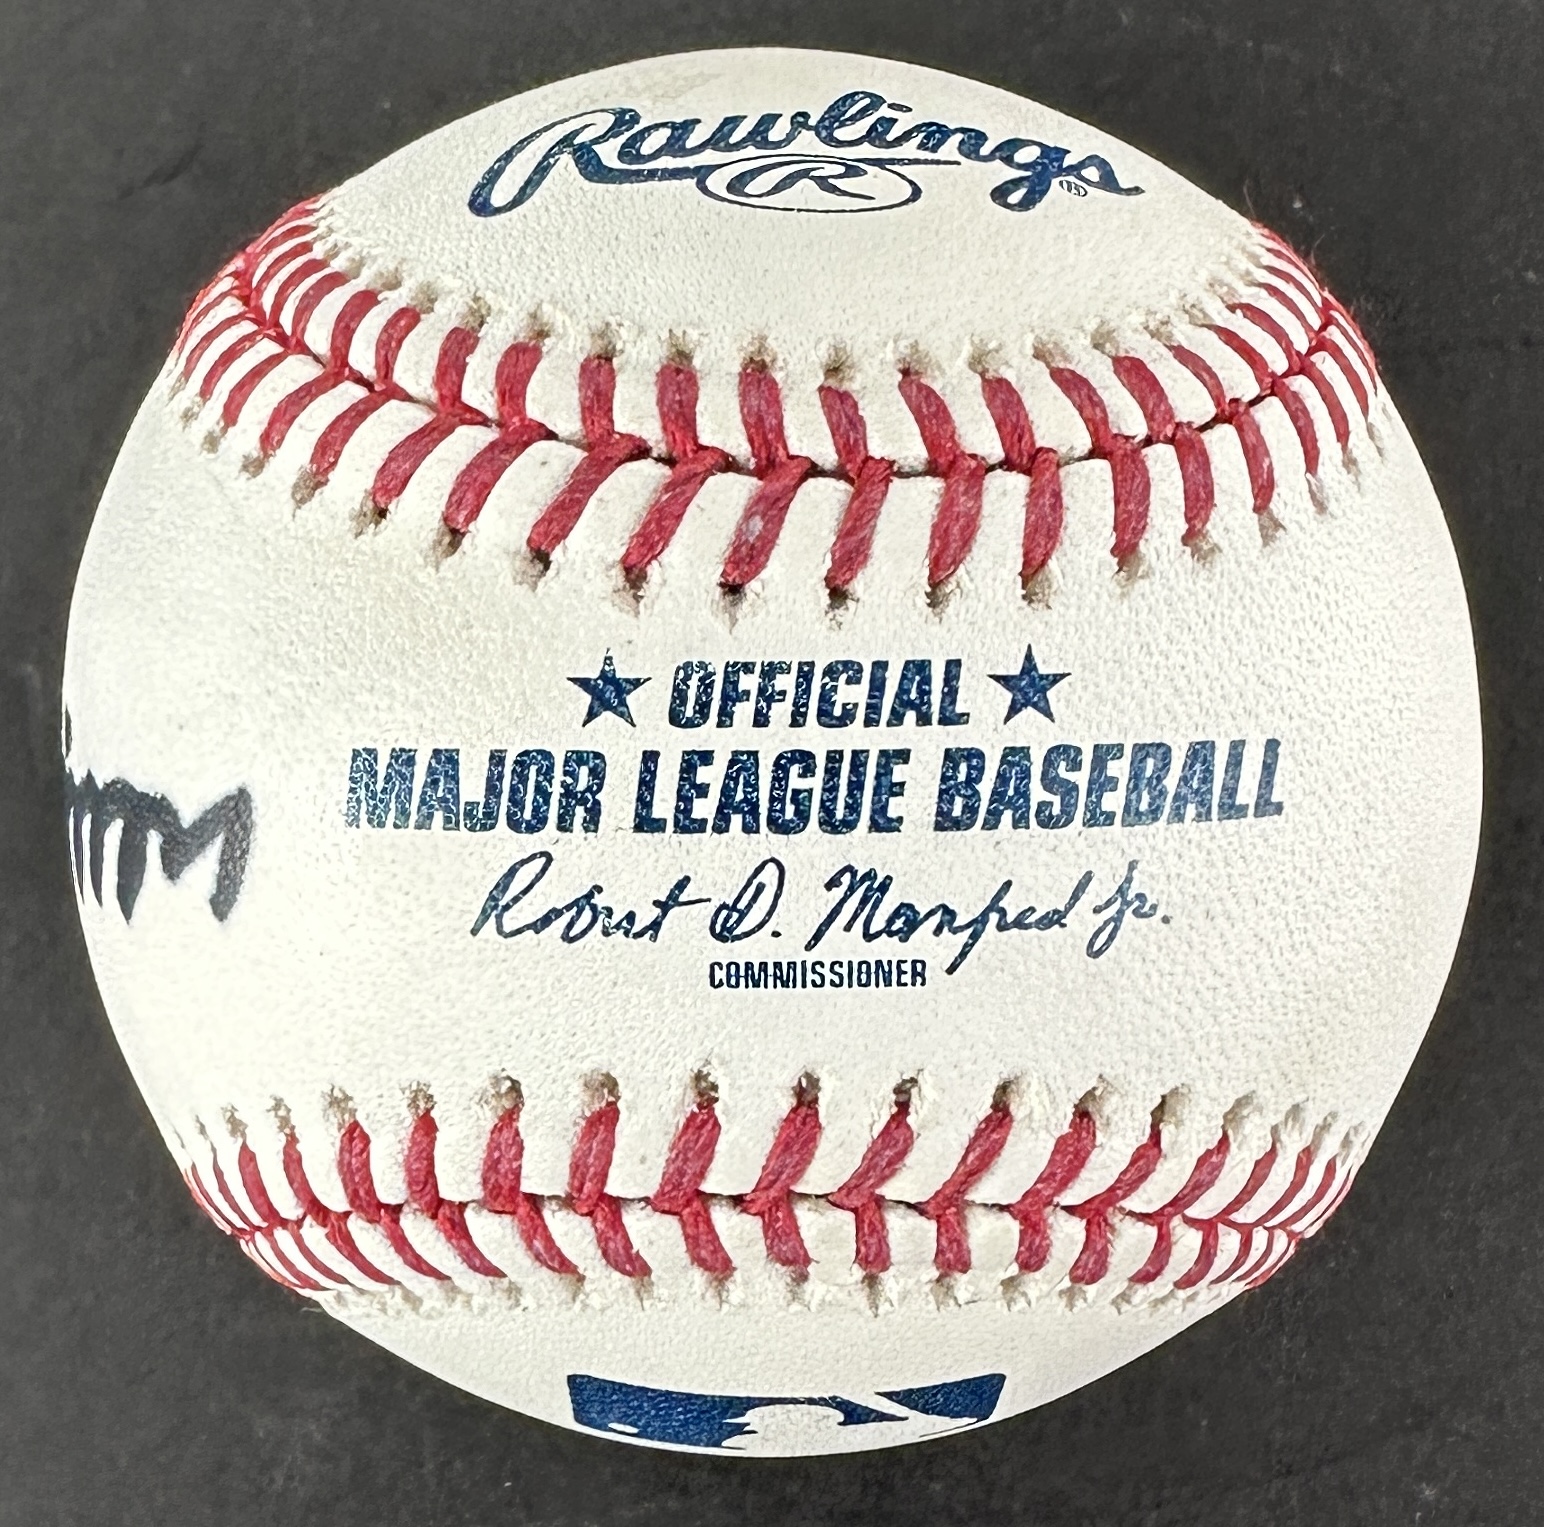 Rawlings
R ®
★ OFFICIAL ★
MAJOR LEAGUE BASEBALL
Robert D. Manfred Jr.
COMMISSIONER